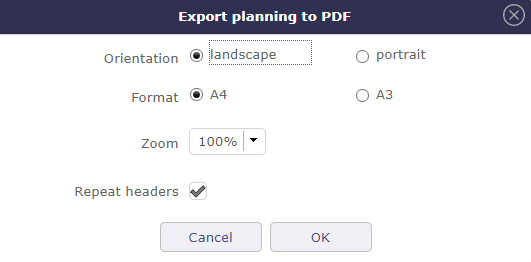 Export planning to PDF
Orientation landscape portrait
Format A4 A3
Zoom 100%
Repeat headers
Cancel OK